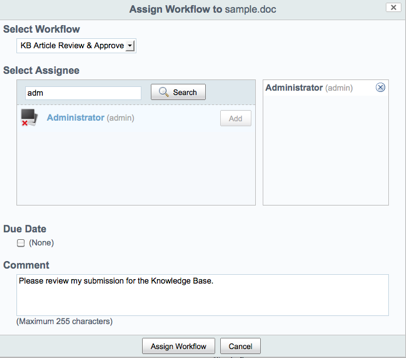 Assign Workflow to sample.doc
Select Workflow
KB Article Review & Approve
Select Assignee
adm
Search
Administrator (admin)
Add
Administrator (admin)
Due Date
(None)
Comment
Please review my submission for the Knowledge Base.
(Maximum 255 characters)
Assign Workflow
Cancel